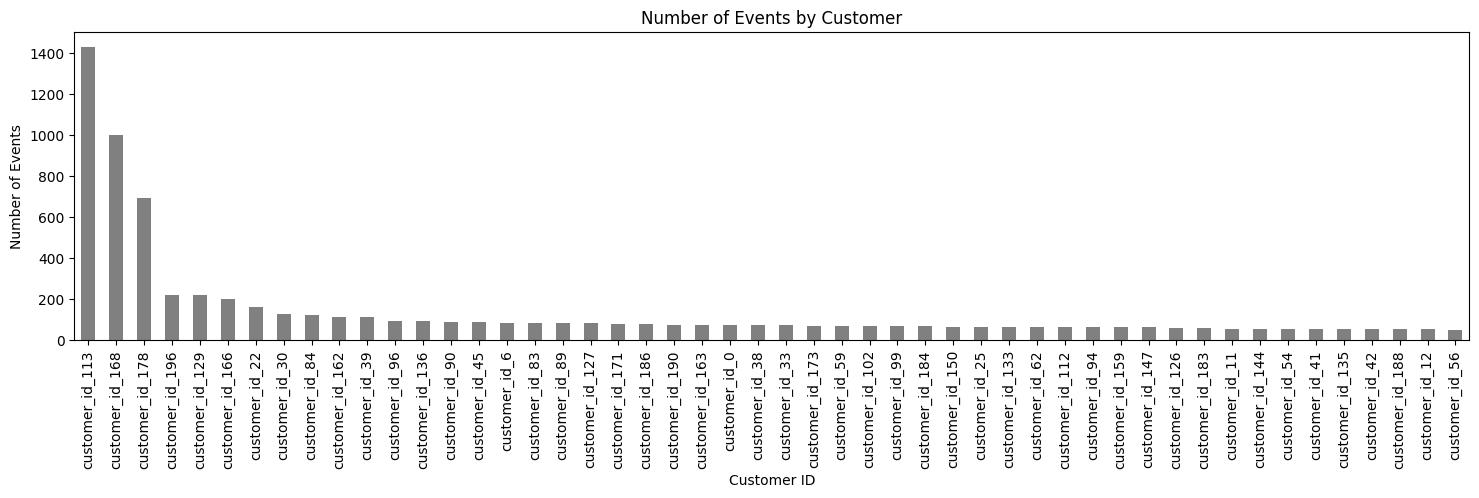 Number of Events by Customer
Number of Events
1400
1200
1000
800
600
400
200
0
customer_id_113
customer_id_168
customer_id_178
customer_id_196
customer_id_129
customer_id_166
customer_id_22
customer_id_30
customer_id_84
customer_id_162
customer_id_39
customer_id_96
customer_id_136
customer_id_90
customer_id_45
customer_id_6
customer_id_83
customer_id_89
customer_id_127
customer_id_171
customer_id_186
customer_id_190
customer_id_163
customer_id_0
customer_id_38
customer_id_33
customer_id_173
customer_id_59
customer_id_102
customer_id_99
customer_id_184
customer_id_150
customer_id_25
customer_id_133
customer_id_62
customer_id_112
customer_id_94
customer_id_159
customer_id_147
customer_id_126
customer_id_183
customer_id_11
customer_id_144
customer_id_54
customer_id_41
customer_id_135
customer_id_42
customer_id_188
customer_id_12
customer_id_56
Customer ID